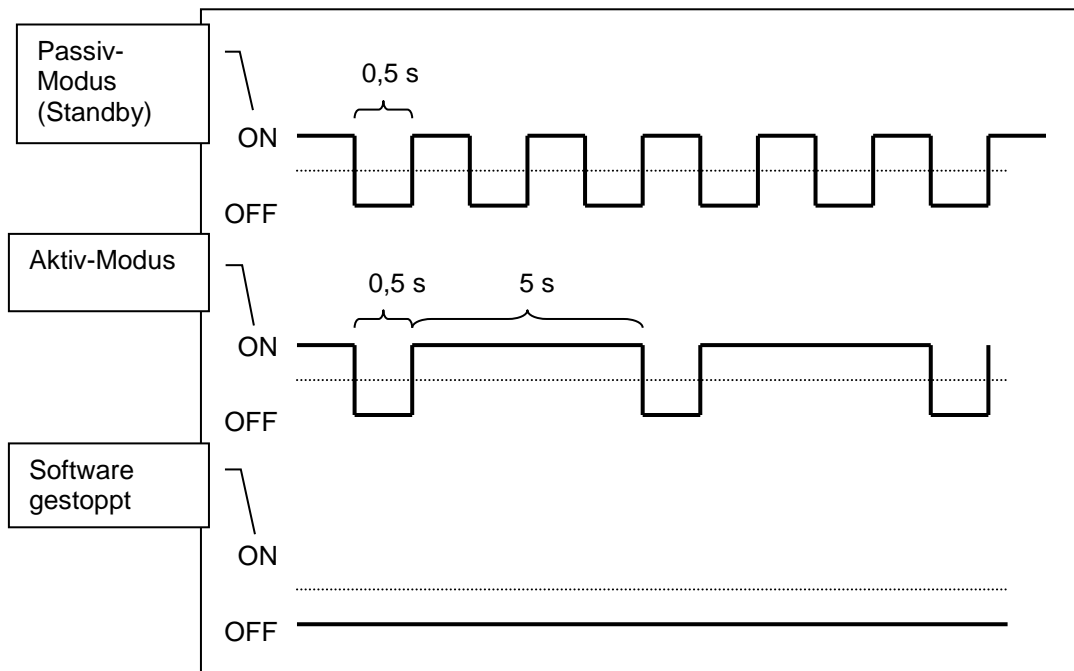 Passiv-
Modus
(Standby)
0,5 s
ON
OFF
Aktiv-Modus
0,5 s
5 s
ON
OFF
Software
gestoppt
ON
OFF